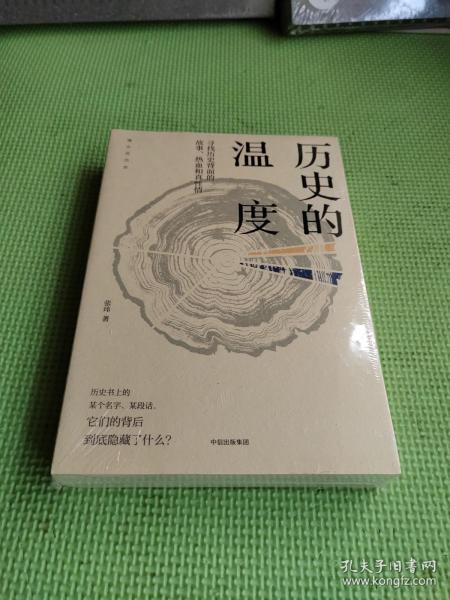 历史的
温度
寻找历史背面的
故事、热血和真性情
张玮 著
历史书上的
某个名字、某段话，
它们的背后
到底隐藏了什么？
中信出版集团
孔夫子旧书网
www.kongfz.com